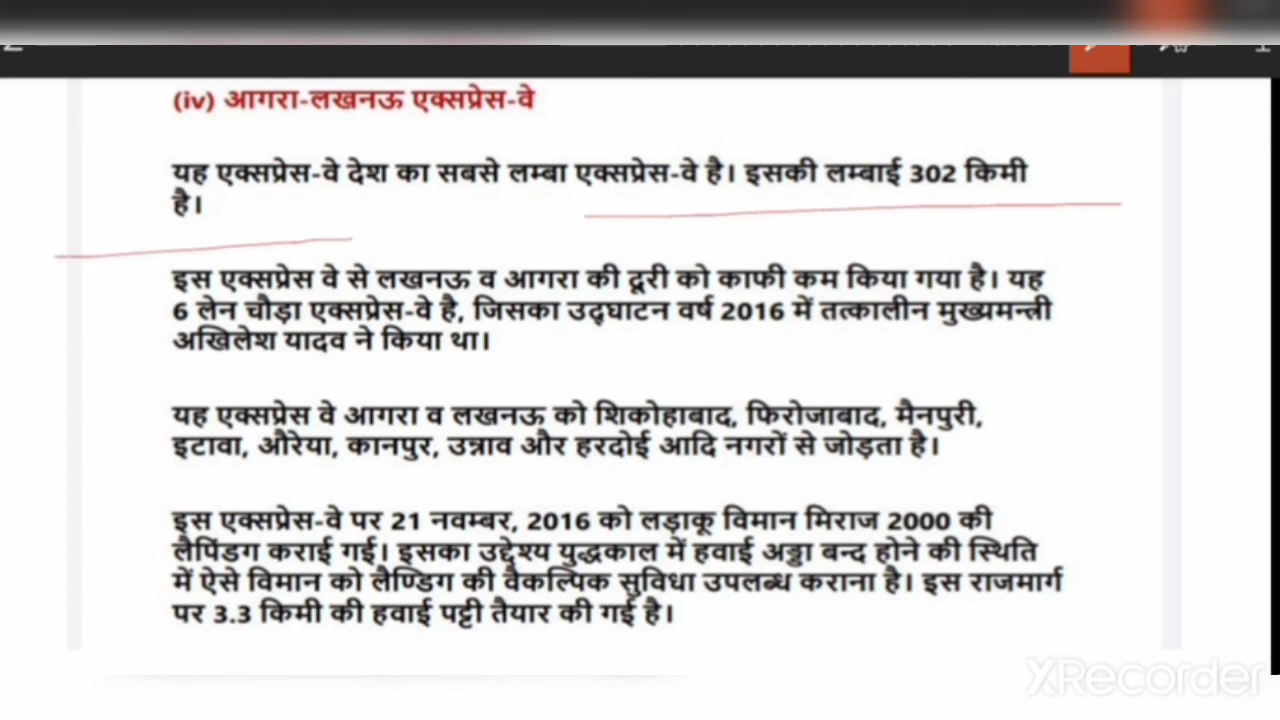 (iv) आगरा-लखनऊ एक्सप्रेस-वे
यह एक्सप्रेस-वे देश का सबसे लम्बा एक्सप्रेस-वे है। इसकी लम्बाई 302 किमी
है।
इस एक्सप्रेस वे से लखनऊ व आगरा की दूरी को काफी कम किया गया है। यह
6 लेन चौड़ा एक्सप्रेस-वे है, जिसका उद्घाटन वर्ष 2016 में तत्कालीन मुख्यमन्त्री
अखिलेश यादव ने किया था।
यह एक्सप्रेस वे आगरा व लखनऊ को शिकोहाबाद, फिरोजाबाद, मैनपुरी,
इटावा, औरेया, कानपुर, उन्नाव और हरदोई आदि नगरों से जोड़ता है।
इस एक्सप्रेस-वे पर 21 नवम्बर, 2016 को लड़ाकू विमान मिराज 2000 की
लैपिंडग कराई गई। इसका उद्देश्य युद्धकाल में हवाई अड्डा बन्द होने की स्थिति
में ऐसे विमान को लैण्डिग की वैकल्पिक सुविधा उपलब्ध कराना है। इस राजमार्ग
पर 3.3 किमी की हवाई पट्टी तैयार की गई है।
XRecorder